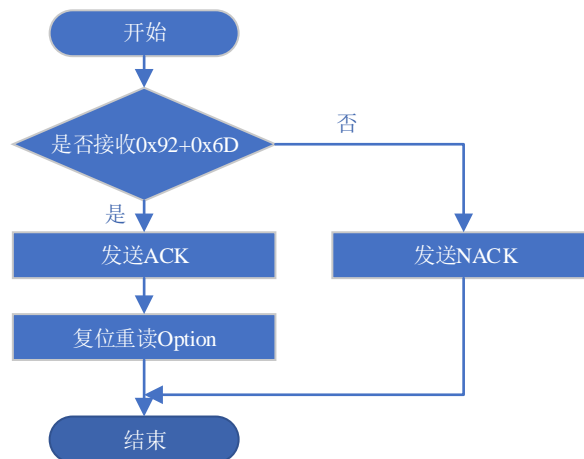 开始
是否接收0x92+0x6D
否
是
发送ACK
发送NACK
复位重读Option
结束